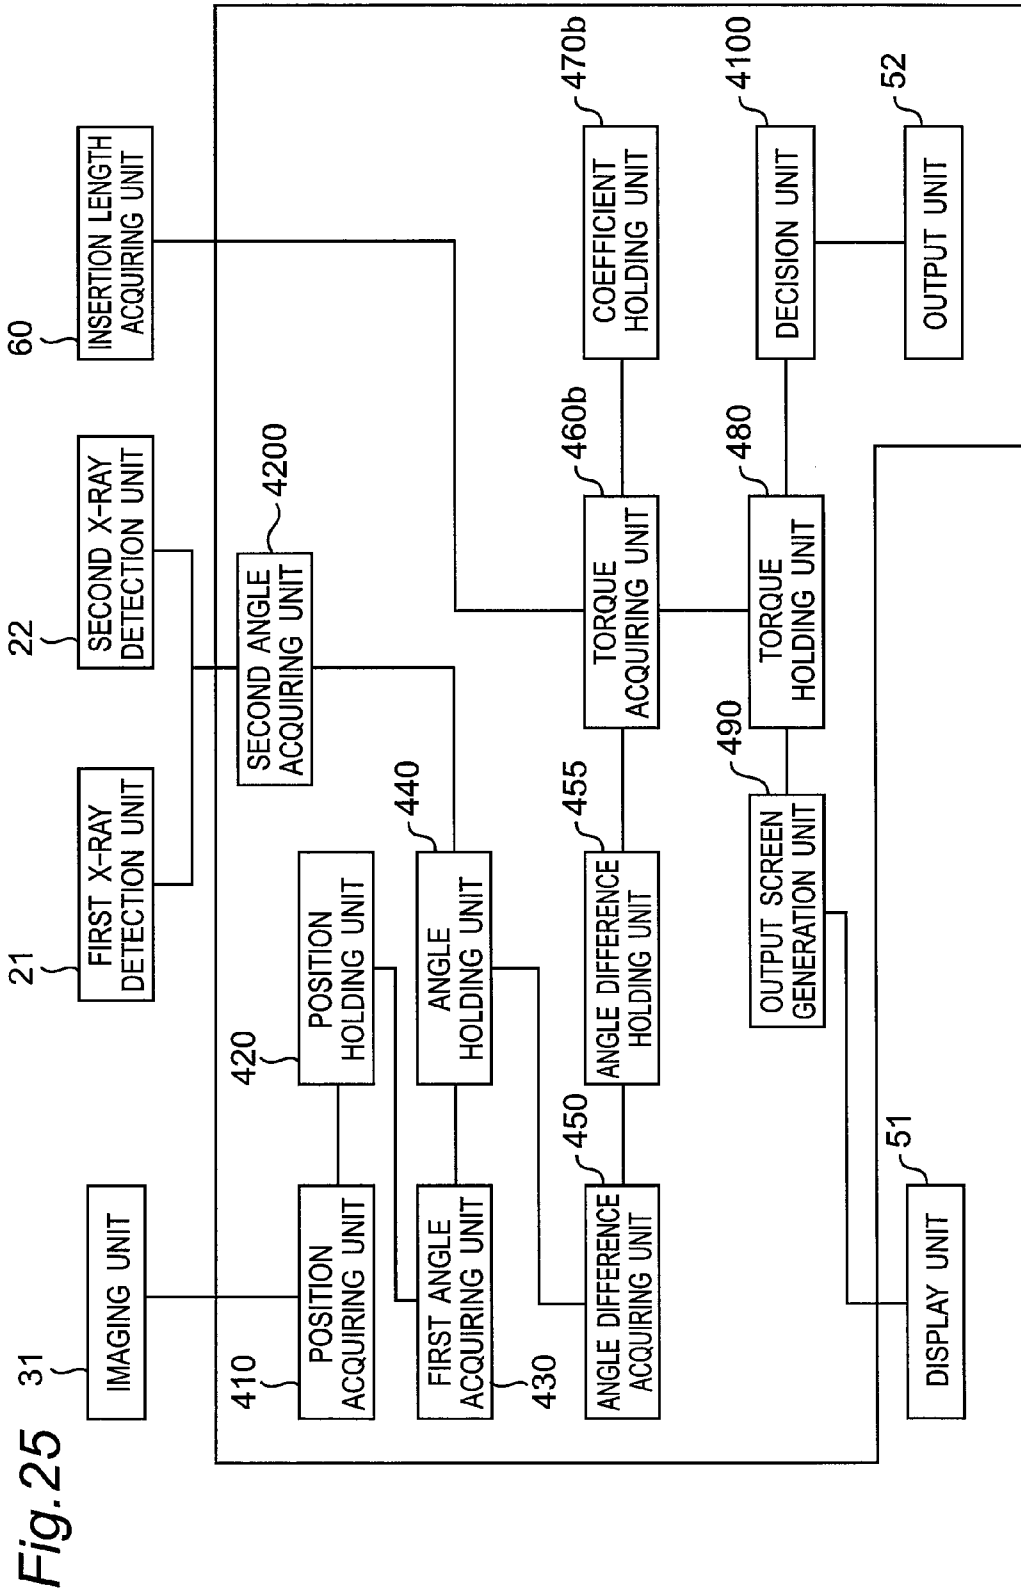 Fig.25
31
IMAGING UNIT
21
FIRST X-RAY
DETECTION UNIT
22
SECOND X-RAY
DETECTION UNIT
60
INSERTION LENGTH
ACQUIRING UNIT
4200
SECOND ANGLE
ACQUIRING UNIT
410
POSITION
ACQUIRING UNIT
420
POSITION
HOLDING UNIT
FIRST ANGLE
ACQUIRING UNIT
430
440
ANGLE
HOLDING UNIT
450
ANGLE DIFFERENCE
ACQUIRING UNIT
455
ANGLE DIFFERENCE
HOLDING UNIT
460b
TORQUE
ACQUIRING UNIT
470b
COEFFICIENT
HOLDING UNIT
490
OUTPUT SCREEN
GENERATION UNIT
480
TORQUE
HOLDING UNIT
4100
DECISION UNIT
51
DISPLAY UNIT
52
OUTPUT UNIT